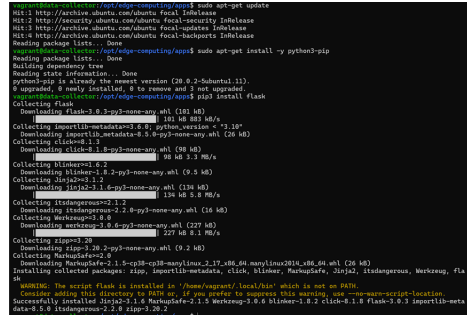 vagrant@data-collector:/opt/edge-computing/apps$ sudo apt-get update
Hit:1 http://archive.ubuntu.com/ubuntu focal InRelease
Hit:2 http://security.ubuntu.com/ubuntu focal-security InRelease
Hit:3 http://archive.ubuntu.com/ubuntu focal-updates InRelease
Hit:4 http://archive.ubuntu.com/ubuntu focal-backports InRelease
Reading package lists... Done
vagrant@data-collector:/opt/edge-computing/apps$ sudo apt-get install -y python3-pip
Reading package lists... Done
Building dependency tree
Reading state information... Done
python3-pip is already the newest version (20.0.2-5ubuntu1.11).
0 upgraded, 0 newly installed, 0 to remove and 3 not upgraded.
vagrant@data-collector:/opt/edge-computing/apps$ pip3 install flask
Collecting flask
Downloading flask-3.0.3-py3-none-any.whl (101 kB)
| 101 kB 883 kB/s
Collecting importlib-metadata>=3.6.0; python_version < "3.10"
Downloading importlib_metadata-8.5.0-py3-none-any.whl (26 kB)
Collecting click>=8.1.3
Downloading click-8.1.8-py3-none-any.whl (98 kB)
| 98 kB 3.3 MB/s
Collecting blinker>=1.6.2
Downloading blinker-1.8.2-py3-none-any.whl (9.5 kB)
Collecting Jinja2>=3.1.2
Downloading jinja2-3.1.6-py3-none-any.whl (134 kB)
| 134 kB 5.8 MB/s
Collecting itsdangerous>=2.1.2
Downloading itsdangerous-2.2.0-py3-none-any.whl (16 kB)
Collecting Werkzeug>=3.0.0
Downloading werkzeug-3.0.6-py3-none-any.whl (227 kB)
| 227 kB 8.1 MB/s
Collecting zipp>=3.20
Downloading zipp-3.20.2-py3-none-any.whl (9.2 kB)
Collecting MarkupSafe>=2.0
Downloading MarkupSafe-2.1.5-cp38-cp38-manylinux_2_17_x86_64.manylinux2014_x86_64.whl (26 kB)
Installing collected packages: zipp, importlib-metadata, click, blinker, MarkupSafe, Jinja2, itsdangerous, Werkzeug, fla
sk
WARNING: The script flask is installed in '/home/vagrant/.local/bin' which is not on PATH.
Consider adding this directory to PATH or, if you prefer to suppress this warning, use --no-warn-script-location.
Successfully installed Jinja2-3.1.6 MarkupSafe-2.1.5 Werkzeug-3.0.6 blinker-1.8.2 click-8.1.8 flask-3.0.3 importlib-meta
data-8.5.0 itsdangerous-2.2.0 zipp-3.20.2